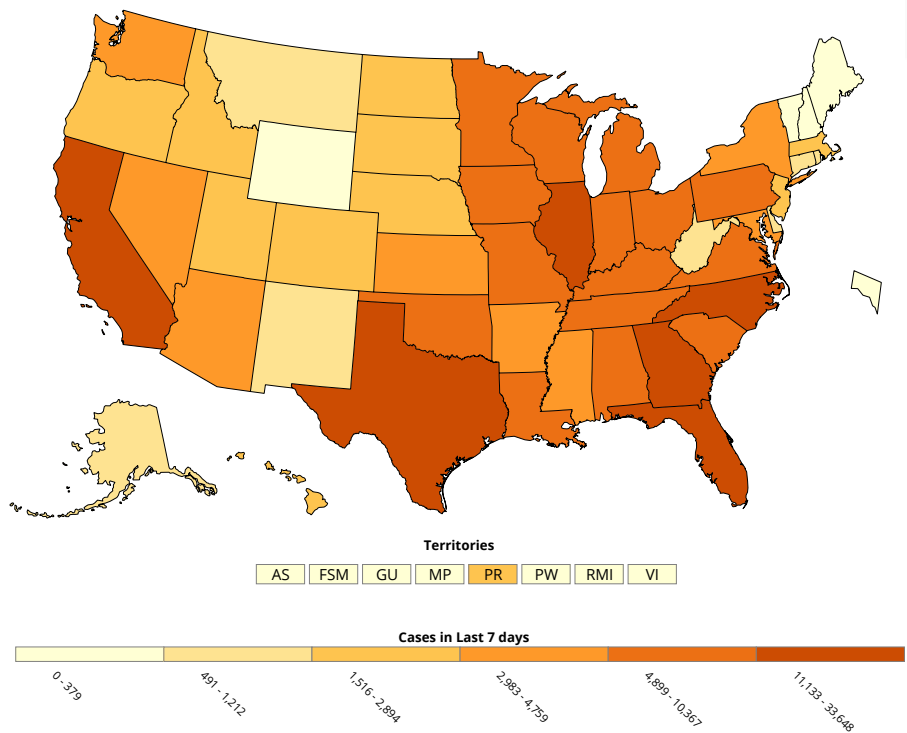 Territories
AS FSM GU MP PR PW RMI VI
Cases in Last 7 days
0 - 379
491 - 1,212
1,516 - 2,894
2,983 - 4,759
4,899 - 10,367
11,133 - 33,648